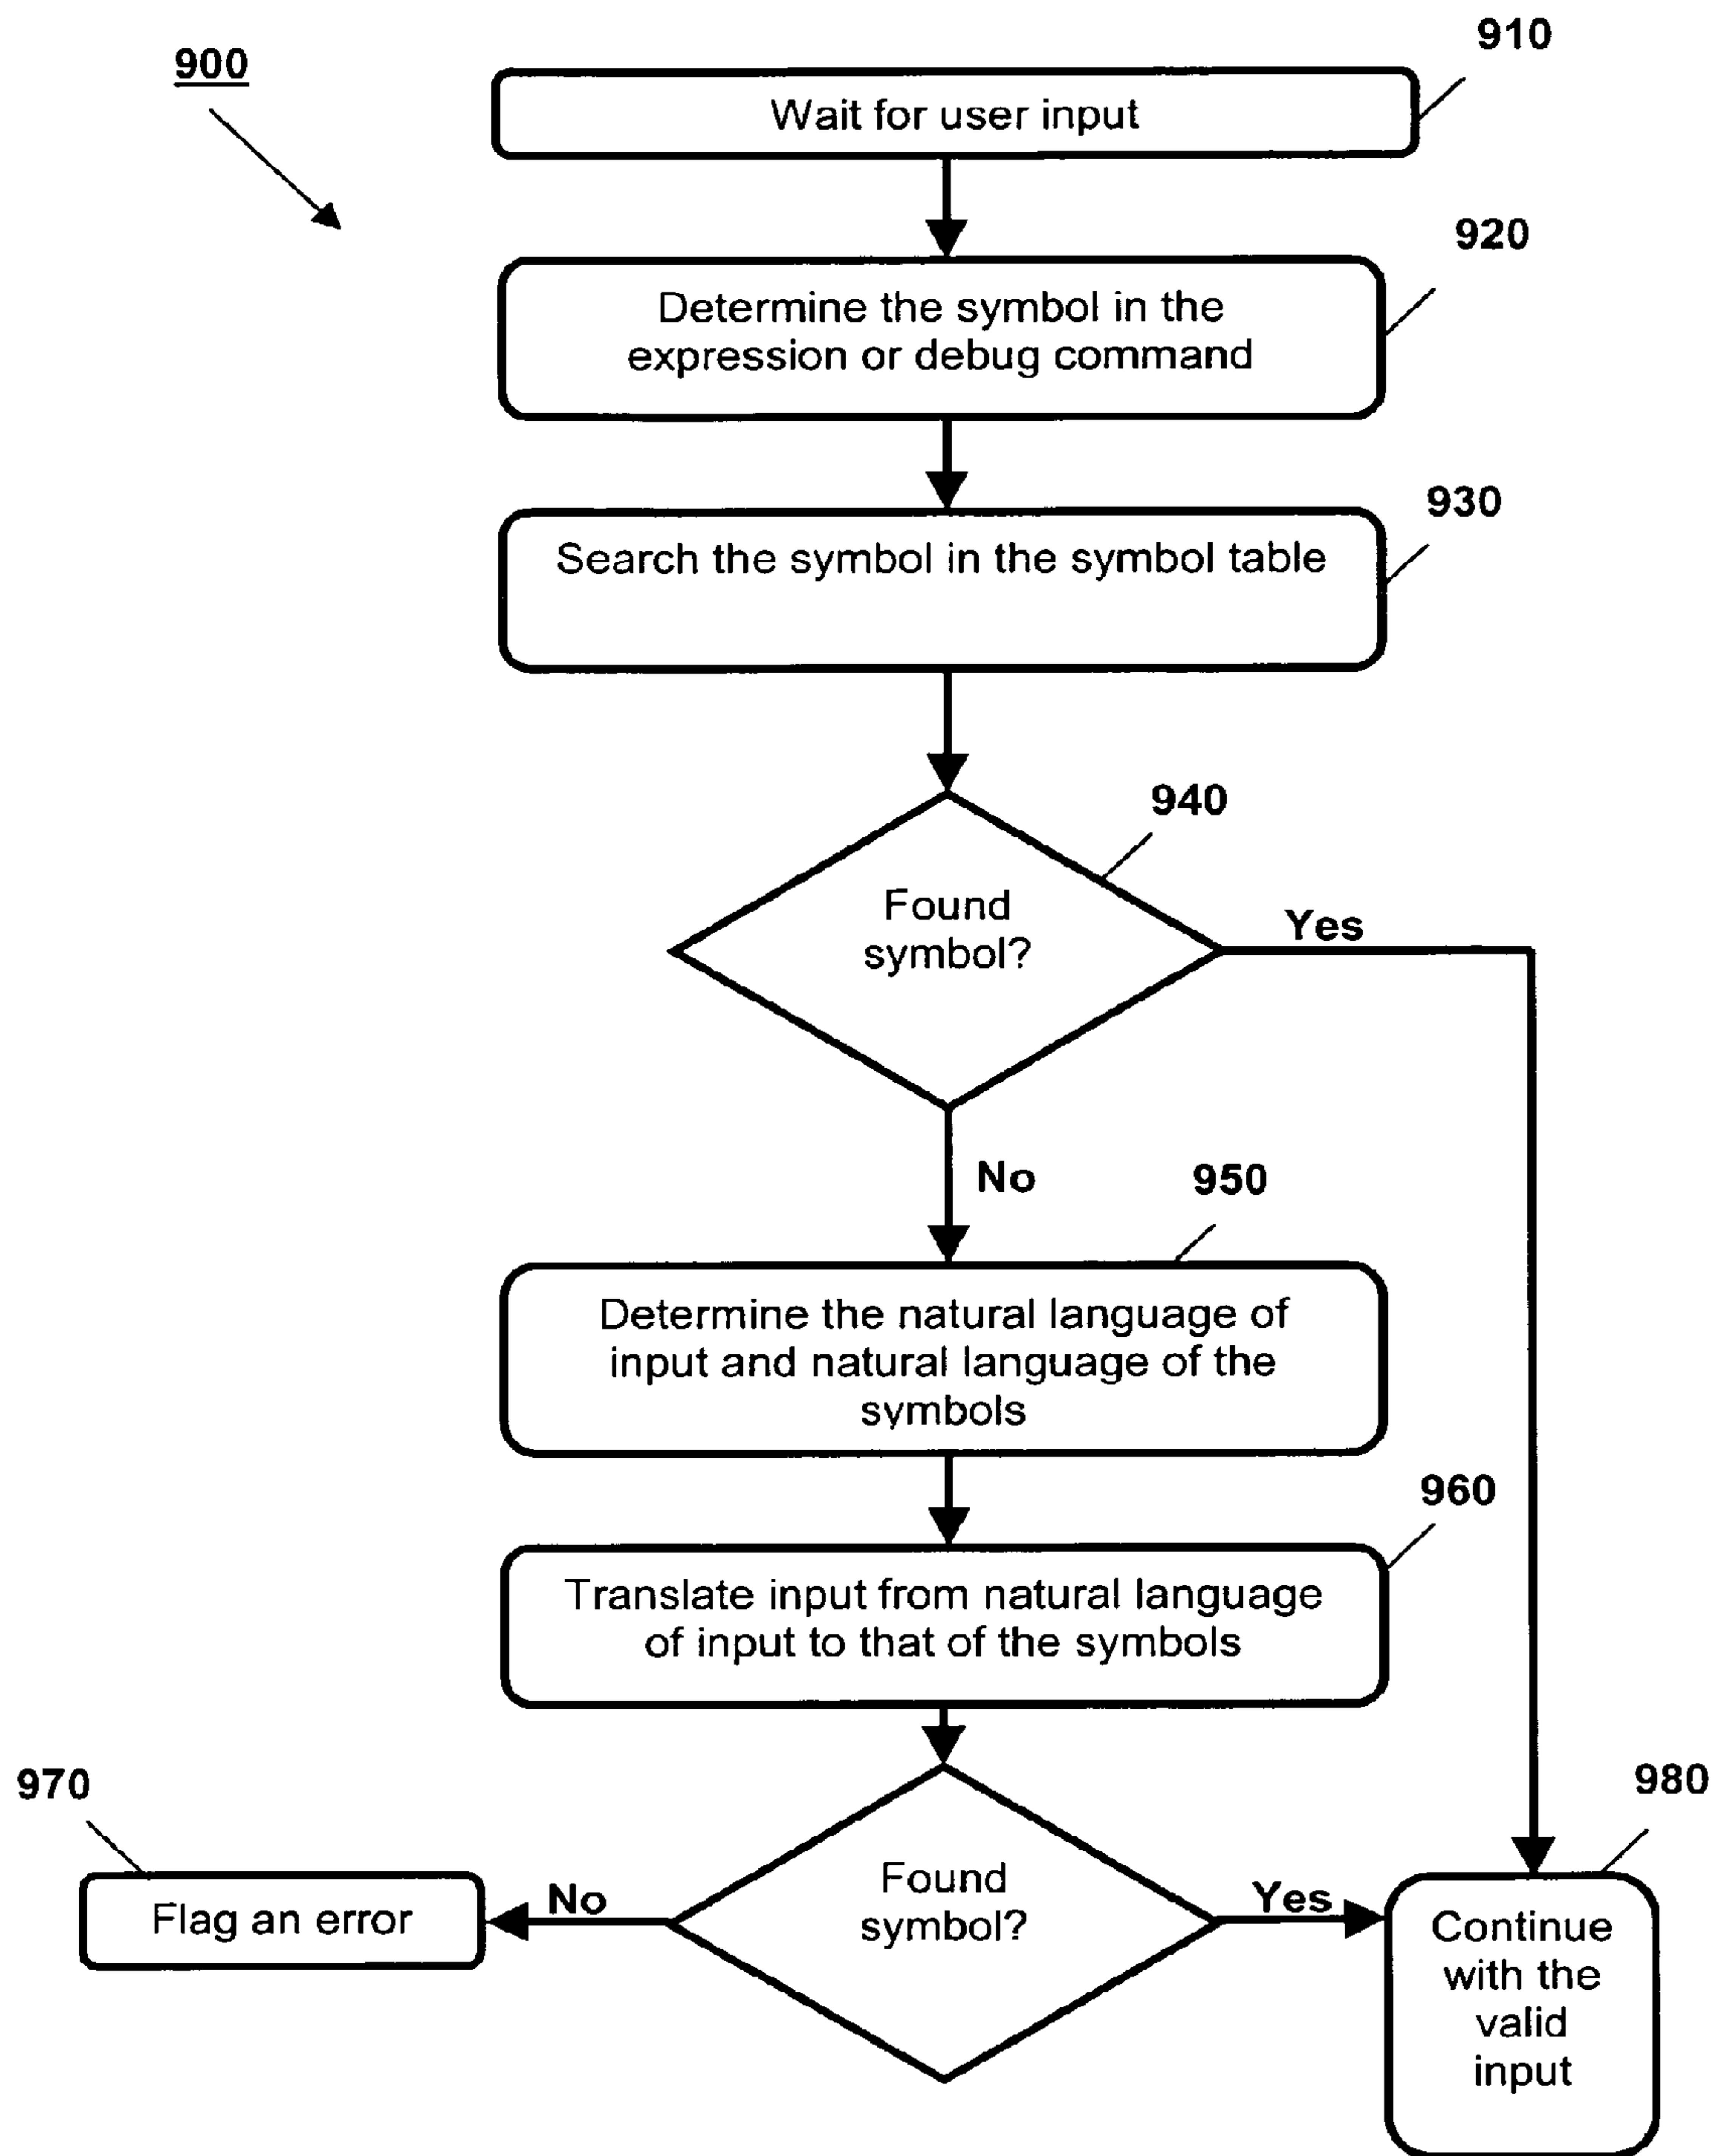 900
910
Wait for user input
920
Determine the symbol in the
expression or debug command
930
Search the symbol in the symbol table
940
Found
symbol?
Yes
No
950
Determine the natural language of
input and natural language of the
symbols
960
Translate input from natural language
of input to that of the symbols
970
Flag an error
No
Found
symbol?
Yes
980
Continue
with the
valid
input